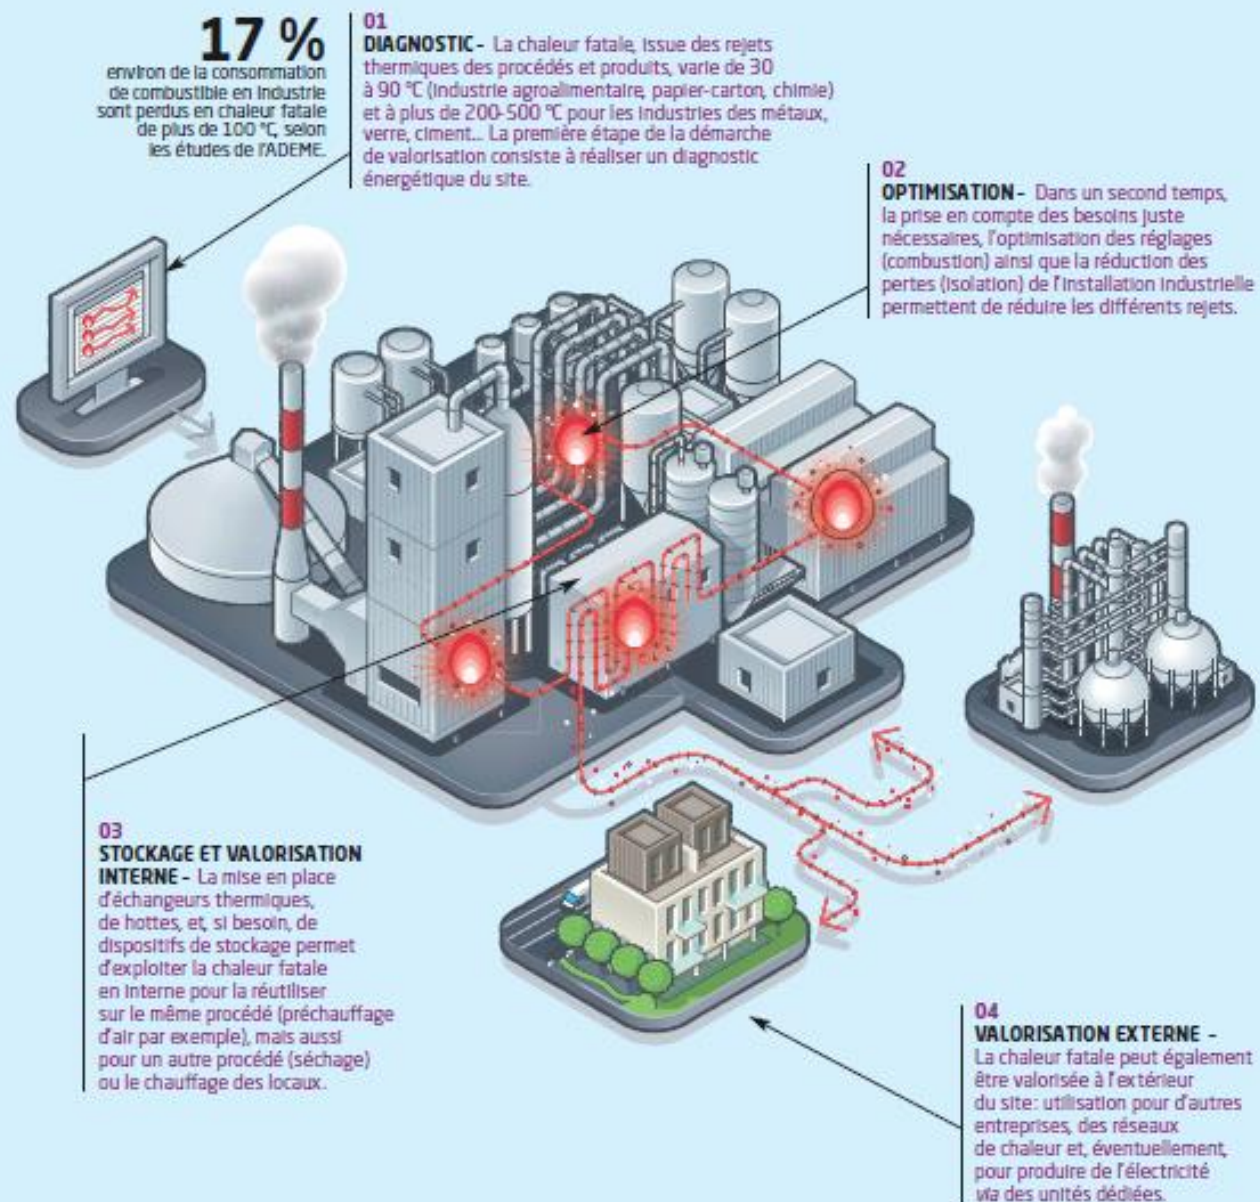 17 %
environ de la consommation
de combustible en industrie
sont perdus en chaleur fatale
de plus de 100 °C, selon
les études de l'ADEME.
01
DIAGNOSTIC - La chaleur fatale, issue des rejets
thermiques des procédés et produits, varie de 30
à 90 °C (industrie agroalimentaire, papier-carton, chimie)
et à plus de 200-500 °C pour les industries des métaux,
verre, ciment... La première étape de la démarche
de valorisation consiste à réaliser un diagnostic
énergétique du site.
02
OPTIMISATION - Dans un second temps,
la prise en compte des besoins juste
nécessaires, l'optimisation des réglages
(combustion) ainsi que la réduction des
pertes (isolation) de l'installation industrielle
permettent de réduire les différents rejets.
03
STOCKAGE ET VALORISATION
INTERNE - La mise en place
d'échangeurs thermiques,
de hottes, et, si besoin, de
dispositifs de stockage permet
d'exploiter la chaleur fatale
en interne pour la réutiliser
sur le même procédé (préchauffage
d'air par exemple), mais aussi
pour un autre procédé (séchage)
ou le chauffage des locaux.
04
VALORISATION EXTERNE -
La chaleur fatale peut également
être valorisée à l'extérieur
du site: utilisation pour d'autres
entreprises, des réseaux
de chaleur et, éventuellement,
pour produire de l'électricité
via des unités dédiées.